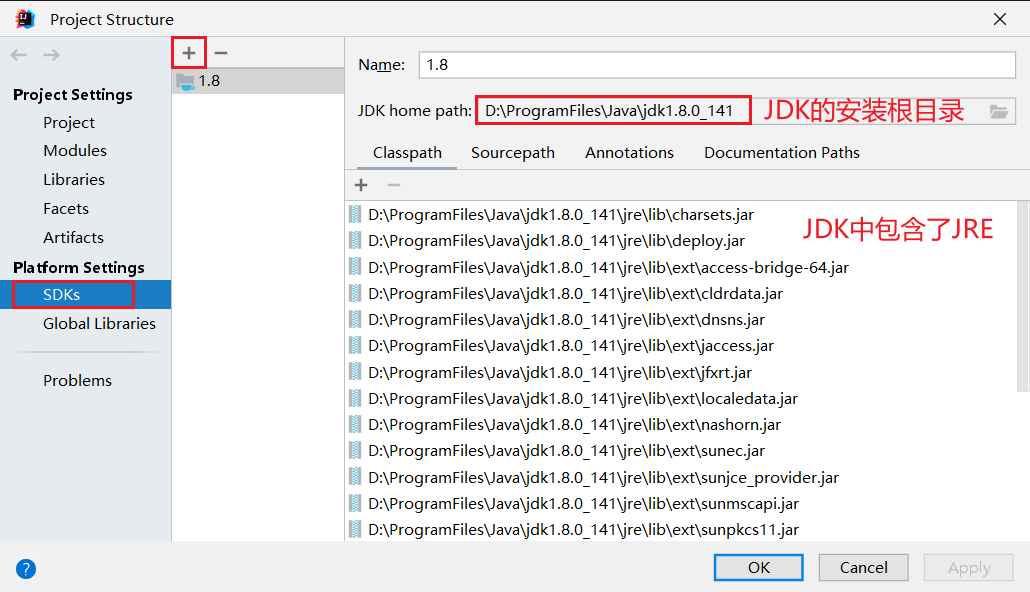 Project Structure
Project Settings
Project
Modules
Libraries
Facets
Artifacts
Platform Settings
SDKs
Global Libraries
Problems
1.8
Name: 1.8
JDK home path: D:\ProgramFiles\Java\jdk1.8.0_141 JDK的安装根目录
Classpath Sourcepath Annotations Documentation Paths
D:\ProgramFiles\Java\jdk1.8.0_141\jre\lib\charsets.jar
JDK中包含了JRE
D:\ProgramFiles\Java\jdk1.8.0_141\jre\lib\deploy.jar
D:\ProgramFiles\Java\jdk1.8.0_141\jre\lib\ext\access-bridge-64.jar
D:\ProgramFiles\Java\jdk1.8.0_141\jre\lib\ext\cldrdata.jar
D:\ProgramFiles\Java\jdk1.8.0_141\jre\lib\ext\dnsns.jar
D:\ProgramFiles\Java\jdk1.8.0_141\jre\lib\ext\jaccess.jar
D:\ProgramFiles\Java\jdk1.8.0_141\jre\lib\ext\jfxrt.jar
D:\ProgramFiles\Java\jdk1.8.0_141\jre\lib\ext\localedata.jar
D:\ProgramFiles\Java\jdk1.8.0_141\jre\lib\ext\nashorn.jar
D:\ProgramFiles\Java\jdk1.8.0_141\jre\lib\ext\sunec.jar
D:\ProgramFiles\Java\jdk1.8.0_141\jre\lib\ext\sunjce_provider.jar
D:\ProgramFiles\Java\jdk1.8.0_141\jre\lib\ext\sunmscapi.jar
D:\ProgramFiles\Java\jdk1.8.0_141\jre\lib\ext\sunpkcs11.jar
? OK Cancel Apply